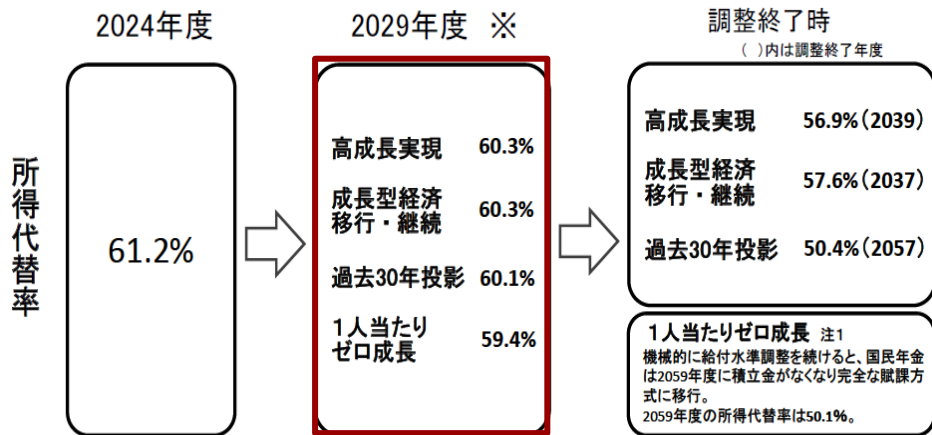 2024年度
2029年度 ※
調整終了時
( )内は調整終了年度
所得代替率
61.2%
高成長実現 60.3%
成長型経済
移行・継続 60.3%
過去30年投影 60.1%
1人当たり
ゼロ成長 59.4%
高成長実現 56.9%(2039)
成長型経済
移行・継続 57.6%(2037)
過去30年投影 50.4%(2057)
1人当たりゼロ成長 注1
機械的に給付水準調整を続けると、国民年金
は2059年度に積立金がなくなり完全な賦課
方式に移行。
2059年度の所得代替率は50.1%。